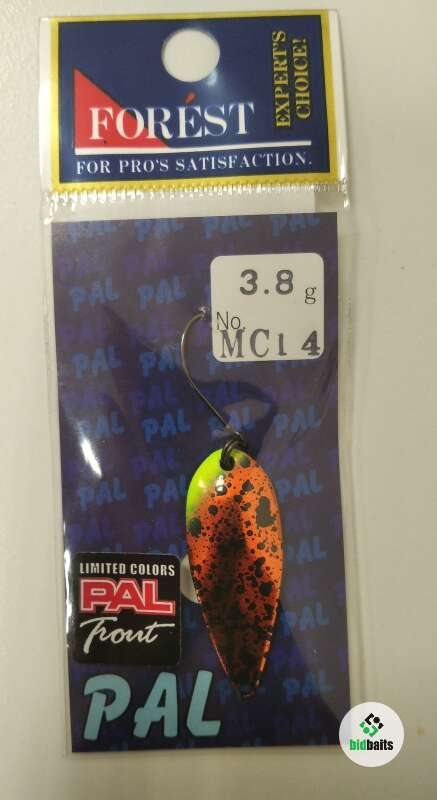 FORÉST
EXPERT'S
CHOICE!
FOR PRO'S SATISFACTION.
3.8 g
No.
MC14
LIMITED COLORS
PAL
Trout
PAL
bidbaits